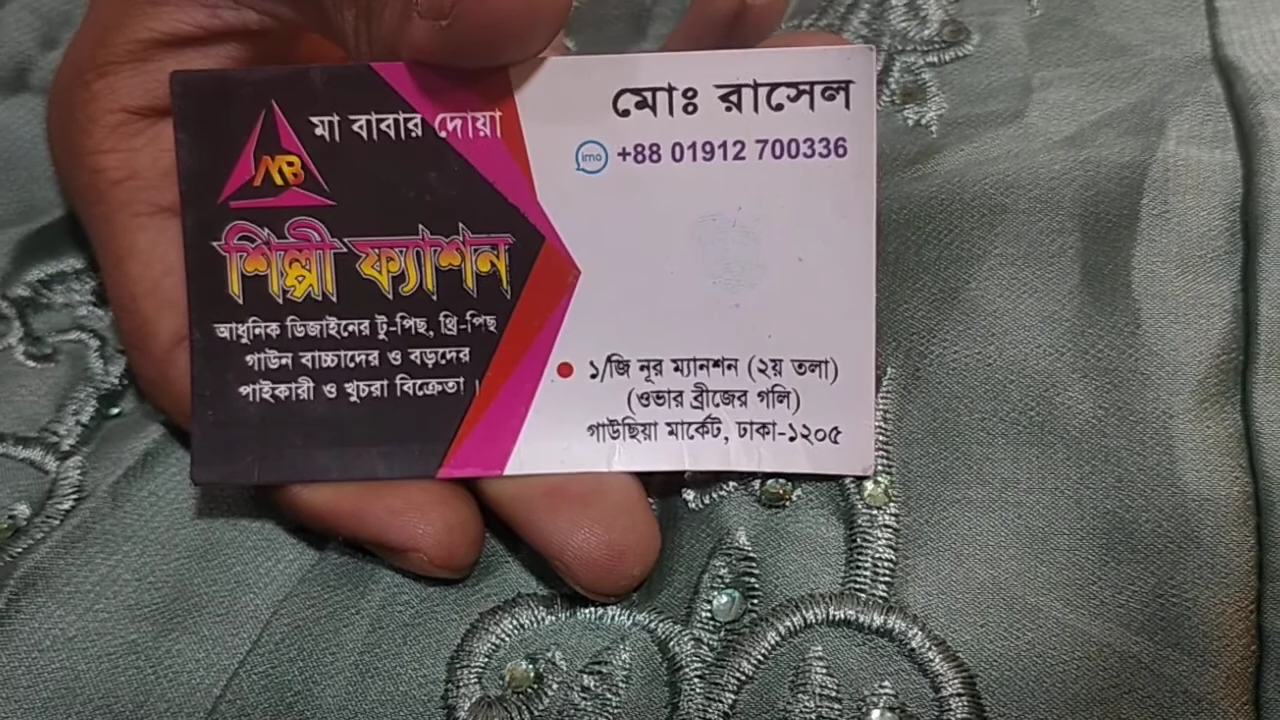 মা বাবার দোয়া
NB
শিল্পী ফ্যাশন
আধুনিক ডিজাইনের টু-পিছ, থ্রি-পিছ
গাউন বাচ্চাদের ও বড়দের
পাইকারী ও খুচরা বিক্রেতা ।
মোঃ রাসেল
imo +88 01912 700336
১/জি নূর ম্যানশন (২য় তলা)
(ওভার ব্রীজের গলি)
গাউছিয়া মার্কেট, ঢাকা-১২০৫